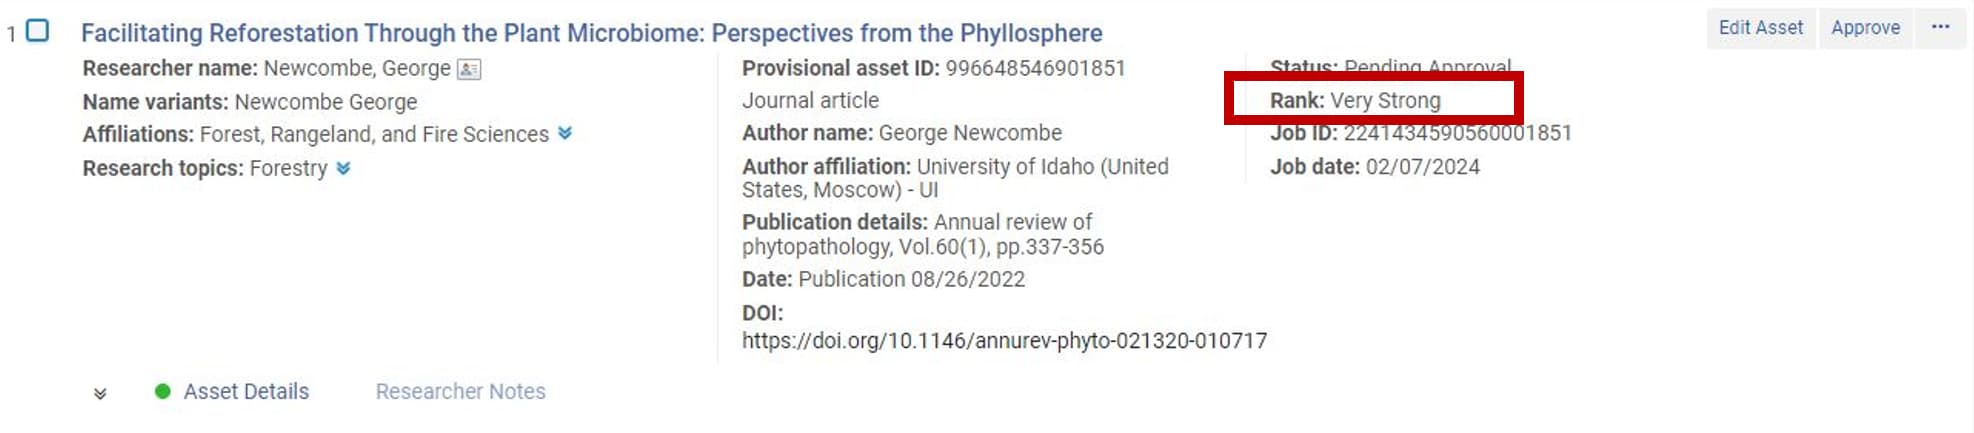 1 Facilitating Reforestation Through the Plant Microbiome: Perspectives from the Phyllosphere
Edit Asset Approve ...
Researcher name: Newcombe, George
Name variants: Newcombe George
Affiliations: Forest, Rangeland, and Fire Sciences
Research topics: Forestry
Provisional asset ID: 996648546901851
Journal article
Author name: George Newcombe
Author affiliation: University of Idaho (United
States, Moscow) - UI
Publication details: Annual review of
phytopathology, Vol.60(1), pp.337-356
Date: Publication 08/26/2022
DOI:
https://doi.org/10.1146/annurev-phyto-021320-010717
Status: Pending Approval
Rank: Very Strong
Job ID: 2241434590560001851
Job date: 02/07/2024
Asset Details Researcher Notes